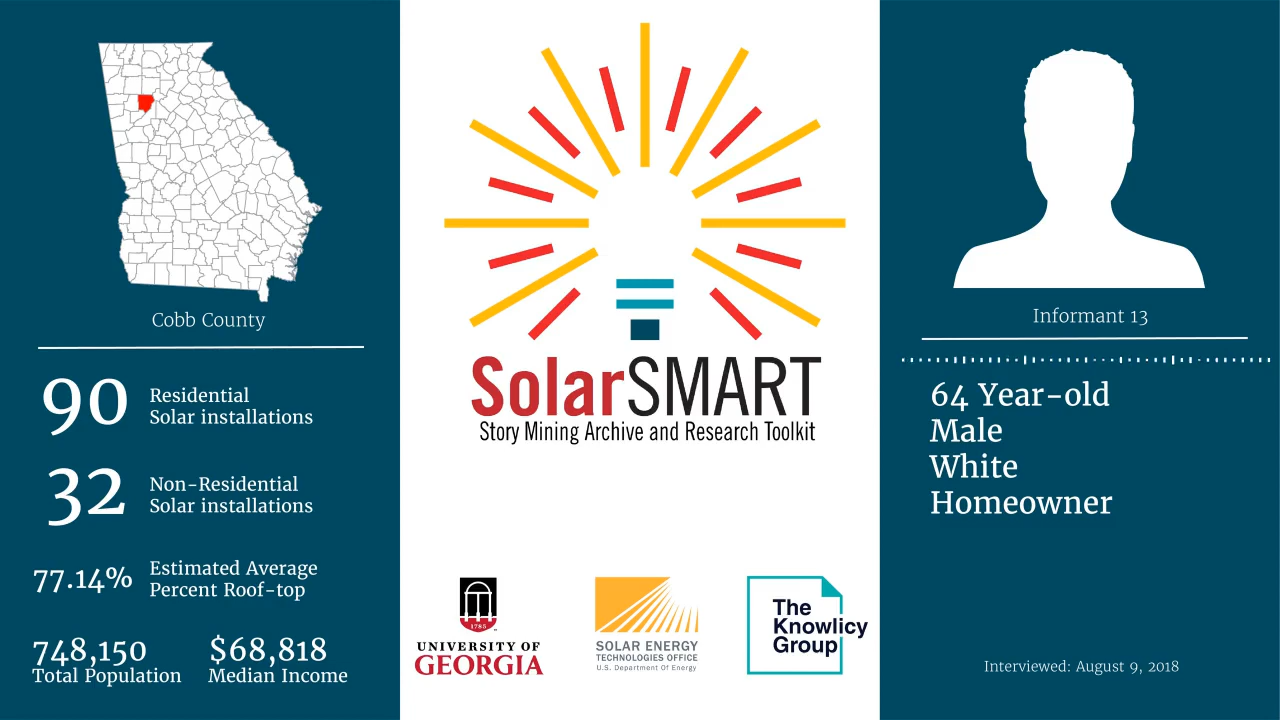 Cobb County
90
Residential
Solar installations
32
Non-Residential
Solar installations
77.14%
Estimated Average
Percent Roof-top
748,150
Total Population
$68,818
Median Income
SolarSMART
Story Mining Archive and Research Toolkit
1785
UNIVERSITY OF
GEORGIA
SOLAR ENERGY
TECHNOLOGIES OFFICE
U.S. Department Of Energy
The
Knowlicy
Group
Informant 13
64 Year-old
Male
White
Homeowner
Interviewed: August 9, 2018